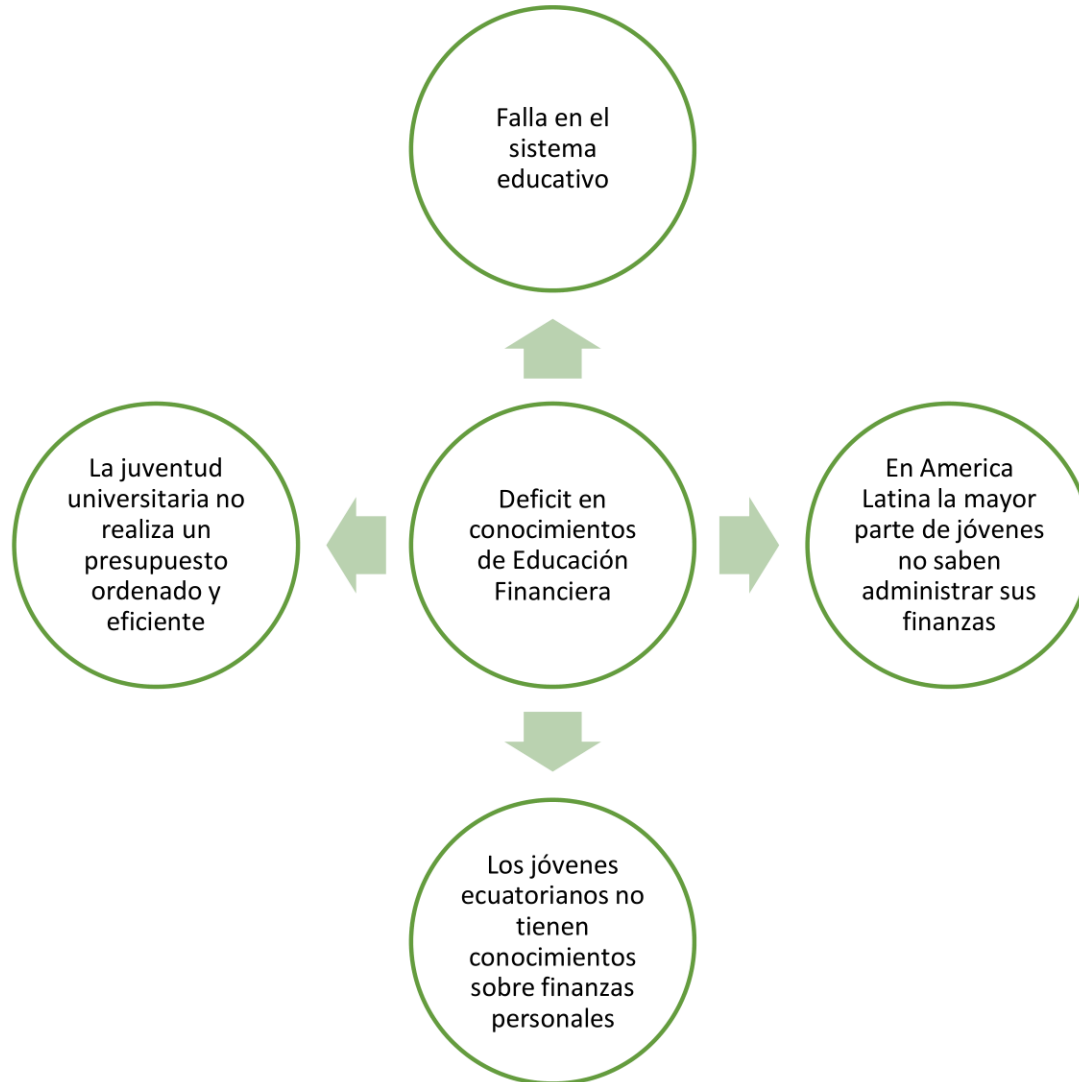 Falla en el
sistema
educativo
La juventud
universitaria no
realiza un
presupuesto
ordenado y
eficiente
Deficit en
conocimientos
de Educación
Financiera
En America
Latina la mayor
parte de jóvenes
no saben
administrar sus
finanzas
Los jóvenes
ecuatorianos no
tienen
conocimientos
sobre finanzas
personales